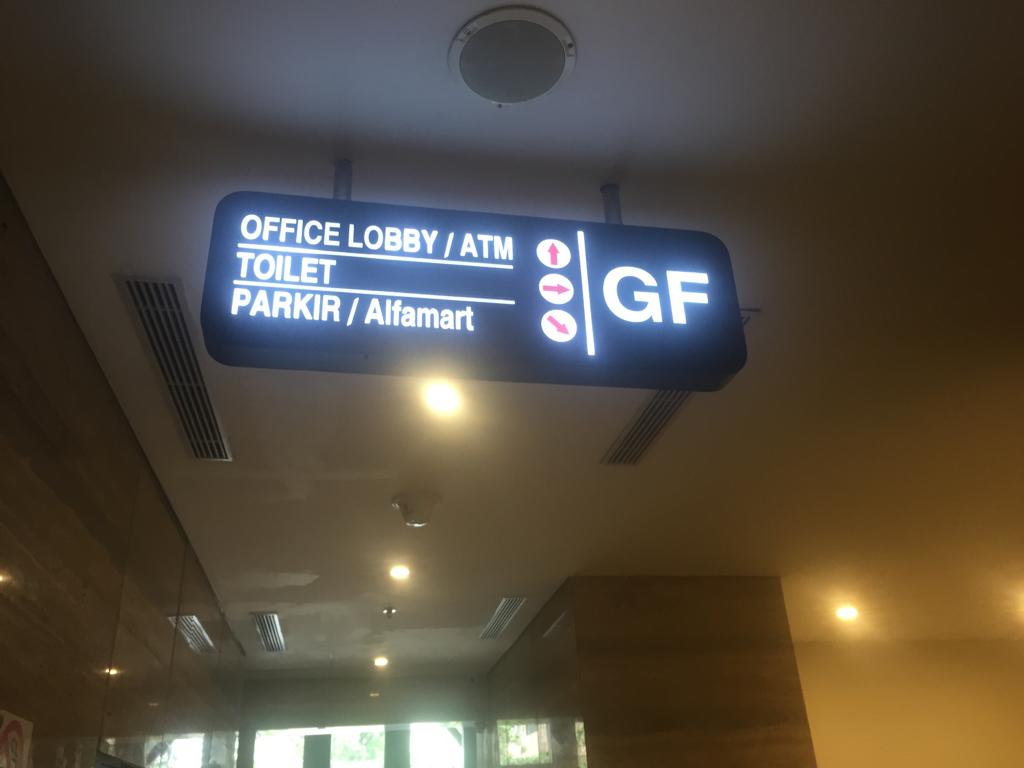 OFFICE LOBBY / ATM
TOILET
PARKIR / Alfamart
GF